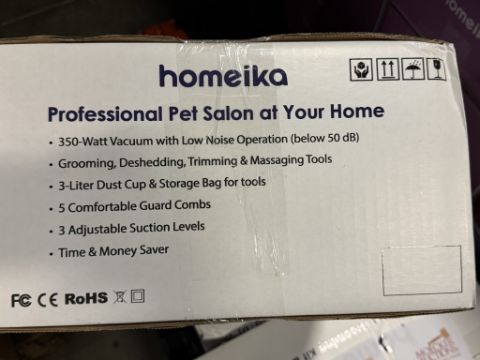 homeika
Professional Pet Salon at Your Home
• 350-Watt Vacuum with Low Noise Operation (below 50 dB)
• Grooming, Deshedding, Trimming & Massaging Tools
• 3-Liter Dust Cup & Storage Bag for tools
• 5 Comfortable Guard Combs
• 3 Adjustable Suction Levels
• Time & Money Saver
FC CE RoHS